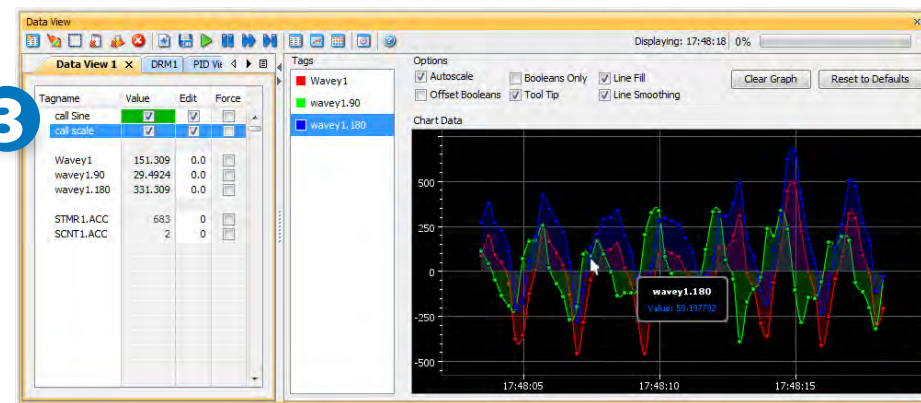 Data View
Displaying: 17:48:18 0%
Data View 1 DRM1 PID Vie
Tagname Value Edit Force
call Sine
call scale
Wavey1 151.309 0.0
wavey1.90 29.4924 0.0
wavey1.180 331.309 0.0
STMR1.ACC 683 0
SCNT1.ACC 2 0
3
Tags
Wavey1
wavey1.90
wavey1.180
Options
Autoscale Booleans Only Line Fill Clear Graph Reset to Defaults
Offset Booleans Tool Tip Line Smoothing
Chart Data
500
250
0
-250
-500
wavey1.180
Value: 50.197792
17:48:05 17:48:10 17:48:15